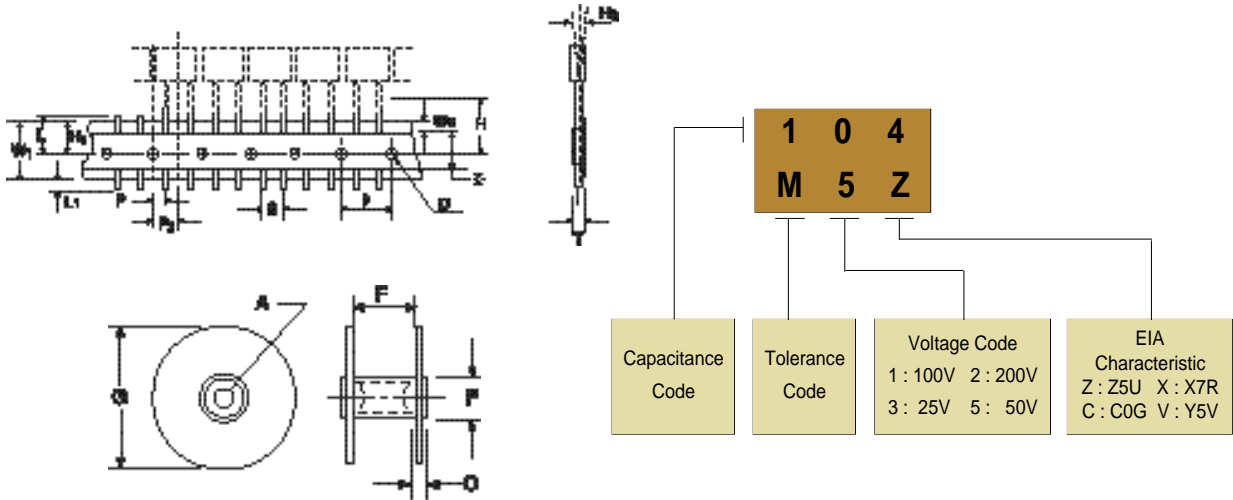 H
P
D
A
F
G
F
O
1 0 4
M 5 Z
Capacitance
Code
Tolerance
Code
Voltage Code
1 : 100V 2 : 200V
3 : 25V 5 : 50V
EIA
Characteristic
Z : Z5U X : X7R
C : C0G V : Y5V